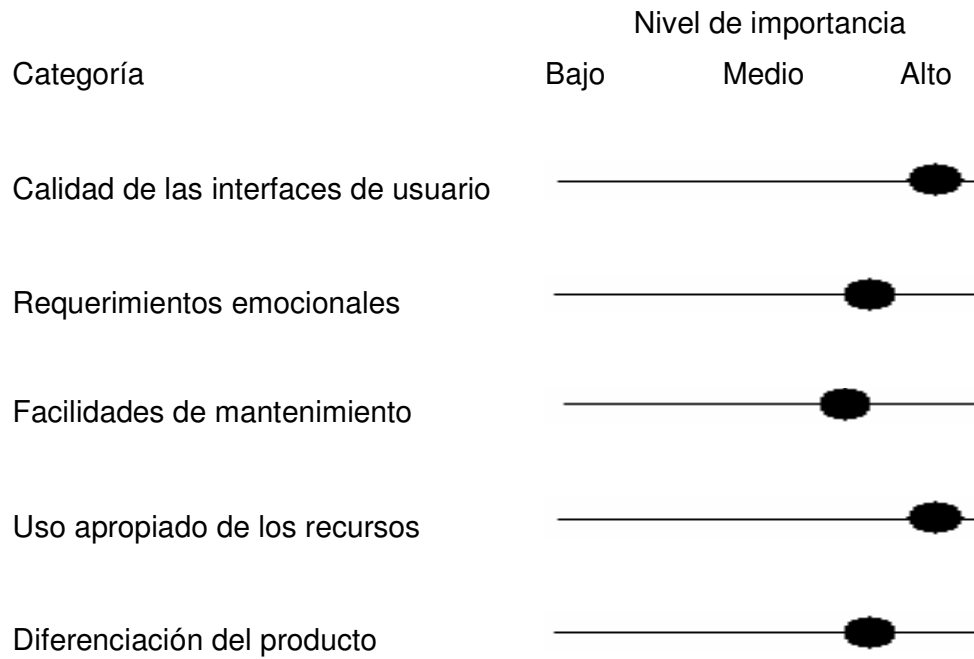 Nivel de importancia
Categoría Bajo Medio Alto
Calidad de las interfaces de usuario
Requerimientos emocionales
Facilidades de mantenimiento
Uso apropiado de los recursos
Diferenciación del producto